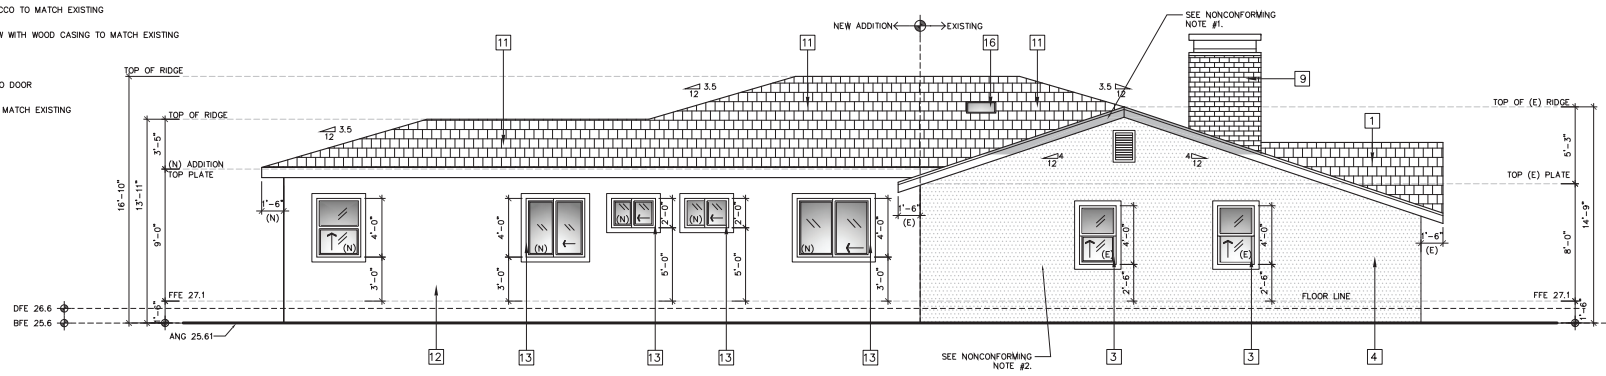 CCO TO MATCH EXISTING
W WITH WOOD CASING TO MATCH EXISTING
O DOOR
MATCH EXISTING
NEW ADDITION
EXISTING
SEE NONCONFORMING
NOTE #1.
11
11
16
11
9
1
TOP OF RIDGE
TOP OF RIDGE
(N) ADDITION
TOP PLATE
3.5
12
3.5
12
3.5
12
4
12
4
12
TOP OF (E) RIDGE
TOP (E) PLATE
16'-10"
13'-11"
3'-5"
9'-0"
1'-6"
1'-6"
(N)
(N)
4'-0"
3'-0"
4'-0"
3'-0"
(N)
(N)
2'-0"
5'-0"
(N)
2'-0"
5'-0"
(N)
4'-0"
3'-0"
1'-6"
(E)
(E)
4'-0"
2'-6"
(E)
4'-0"
2'-6"
1'-6"
(E)
5'-3"
8'-0"
14'-9"
1'-6"
FFE 27.1
FLOOR LINE
FFE 27.1
DFE 26.6
BFE 25.6
ANG 25.61
12
13
13
13
13
SEE NONCONFORMING
NOTE #2.
3
3
4